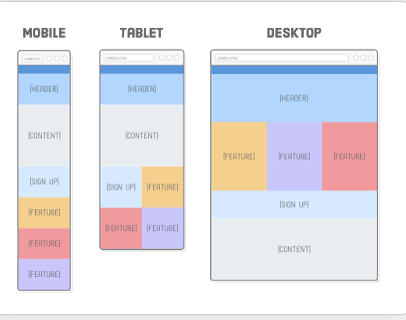 MOBILE
TABLET
DESKTOP
[HEADER]
[CONTENT]
[SIGN UP]
[FEATURE]
[FEATURE]
[FEATURE]
[HEADER]
[CONTENT]
[SIGN UP] [FEATURE]
[FEATURE] [FEATURE]
[HEADER]
[FEATURE] [FEATURE] [FEATURE]
[SIGN UP]
[CONTENT]